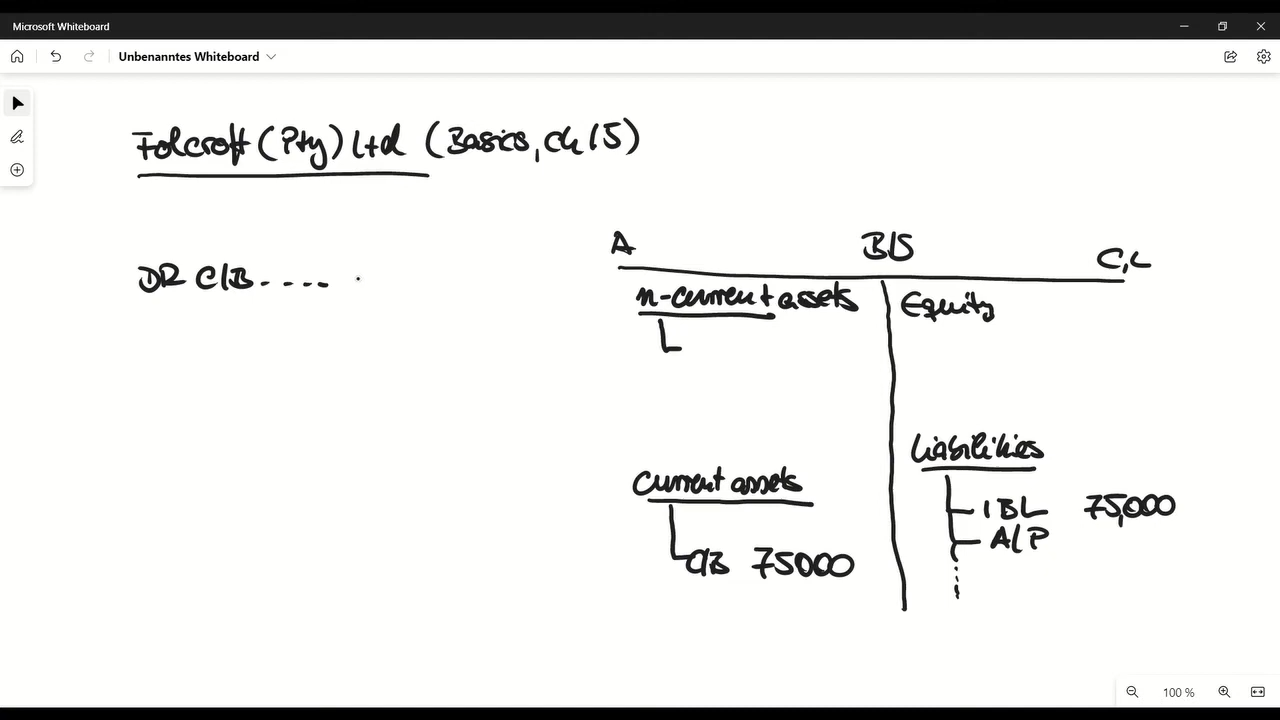 Microsoft Whiteboard
Unbenanntes Whiteboard
Folcroft (Pty) Ltd (Basics, ch 15)
A B/S C,L
DR C/B.....
n-current assets Equity
Liabilities
Current assets
IBL 75,000
A/P
C/B 75000
100 %